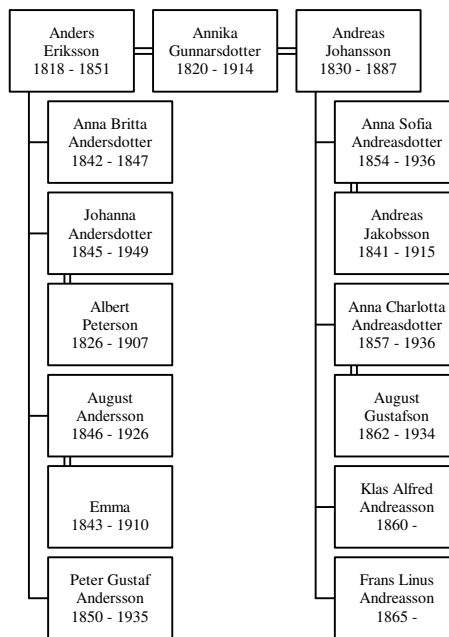 Anders
Eriksson
1818 - 1851
Annika
Gunnarsdotter
1820 - 1914
Andreas
Johansson
1830 - 1887
Anna Britta
Andersdotter
1842 - 1847
Johanna
Andersdotter
1845 - 1949
Albert
Peterson
1826 - 1907
August
Andersson
1846 - 1926
Emma
1843 - 1910
Peter Gustaf
Andersson
1850 - 1935
Anna Sofia
Andreasdotter
1854 - 1936
Andreas
Jakobsson
1841 - 1915
Anna Charlotta
Andreasdotter
1857 - 1936
August
Gustafson
1862 - 1934
Klas Alfred
Andreasson
1860 -
Frans Linus
Andreasson
1865 -